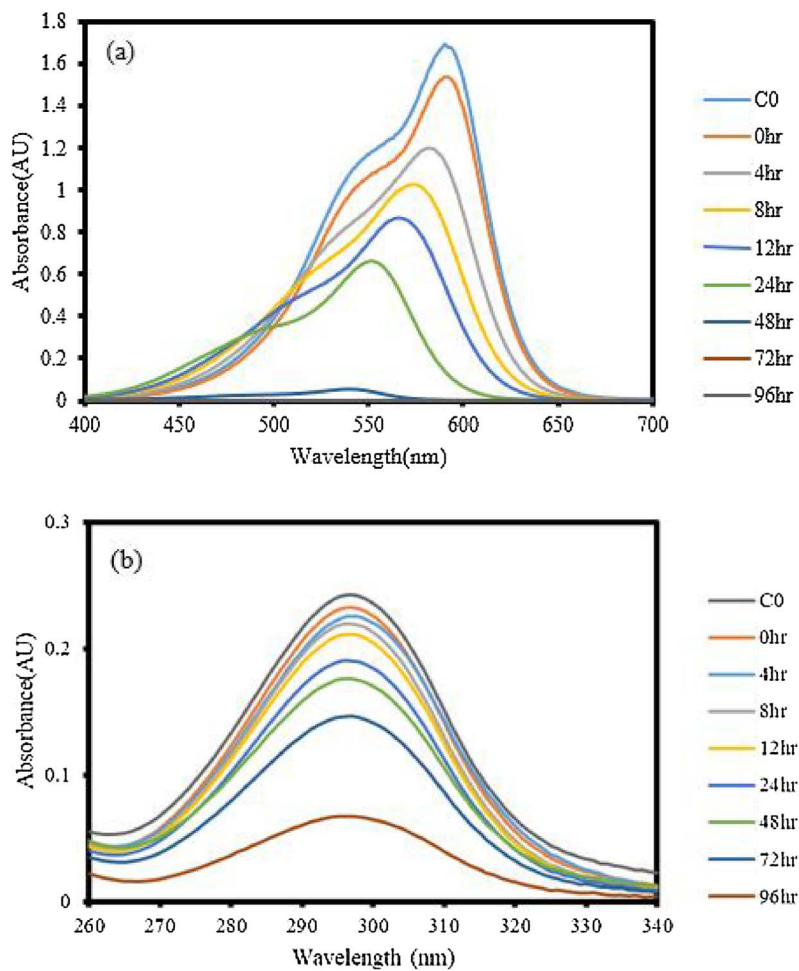 (a)
1.8
1.6
1.4
1.2
1
0.8
0.6
0.4
0.2
0
Absorbance(AU)
400 450 500 550 600 650 700
Wavelength(nm)
C0
0hr
4hr
8hr
12hr
24hr
48hr
72hr
96hr
(b)
0.3
0.2
0.1
0
Absorbance(AU)
260 270 280 290 300 310 320 330 340
Wavelength (nm)
C0
0hr
4hr
8hr
12hr
24hr
48hr
72hr
96hr